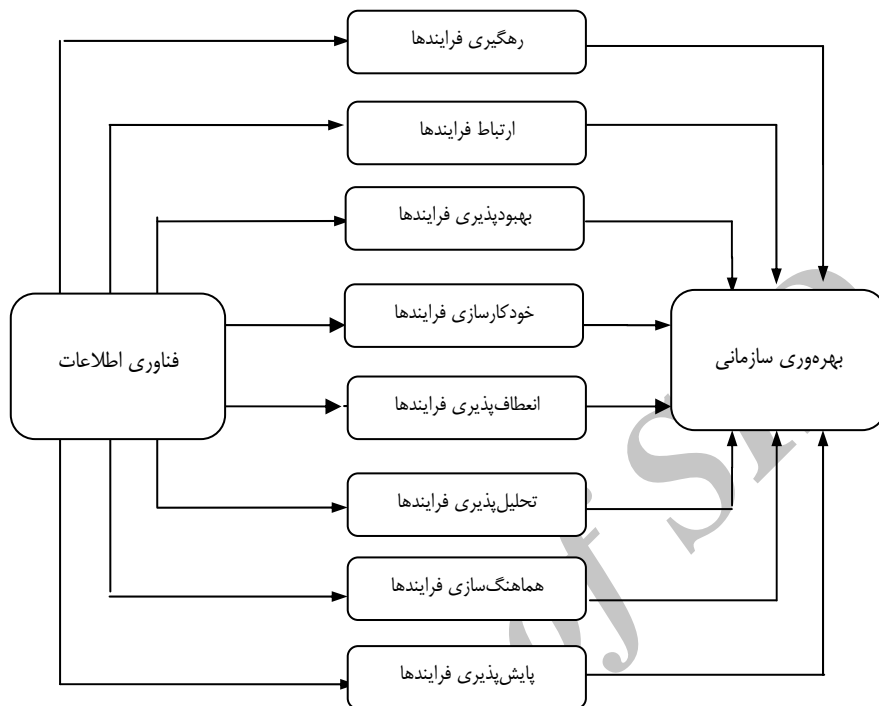 رهگیری فرایندها
ارتباط فرایندها
بهبودپذیری فرایندها
خودکارسازی فرایندها
فناوری اطلاعات
بهره‌وری سازمانی
انعطاف‌پذیری فرایندها
تحلیل‌پذیری فرایندها
هماهنگ‌سازی فرایندها
پایش‌پذیری فرایندها
of